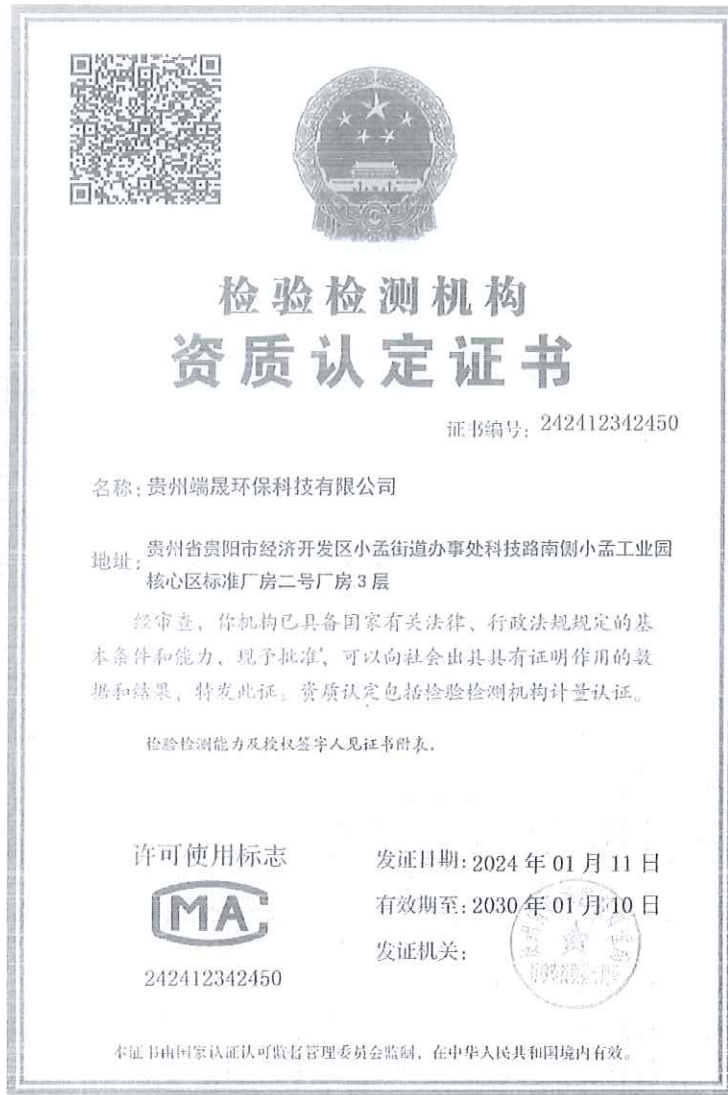 检验检测机构
资质认定证书
证书编号: 242412342450
名称: 贵州端晟环保科技有限公司
地址: 贵州省贵阳市经济开发区小孟街道办事处科技路南侧小孟工业园
核心区标准厂房二号厂房3层
经审查，你机构已具备国家有关法律、行政法规规定的基
本条件和能力，现予批准，可以向社会出具具有证明作用的数
据和结果，特发此证。资质认定包括检验检测机构计量认证。
检验检测能力及授权签字人见证书附表。
许可使用标志
MA
242412342450
发证日期: 2024年01月11日
有效期至: 2030年01月10日
发证机关:
本证书由国家认证认可监督管理委员会监制，在中华人民共和国境内有效。